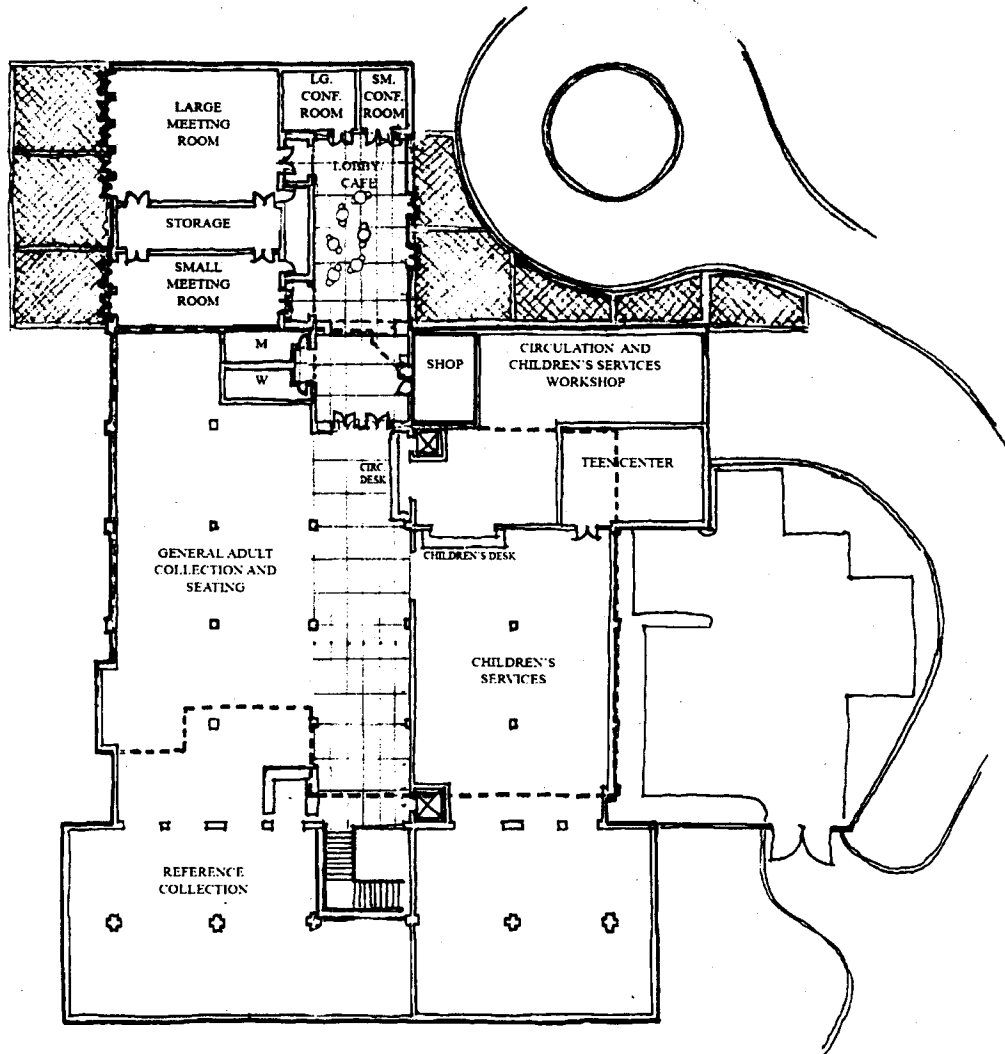 LARGE
MEETING
ROOM
LG.
CONF.
ROOM
SM.
CONF.
ROOM
LOBBY/
CAFE
STORAGE
SMALL
MEETING
ROOM
M
W
SHOP
CIRCULATION AND
CHILDREN'S SERVICES
WORKSHOP
TEEN CENTER
CIRC.
DESK
CHILDREN'S DESK
GENERAL ADULT
COLLECTION AND
SEATING
CHILDREN'S
SERVICES
REFERENCE
COLLECTION